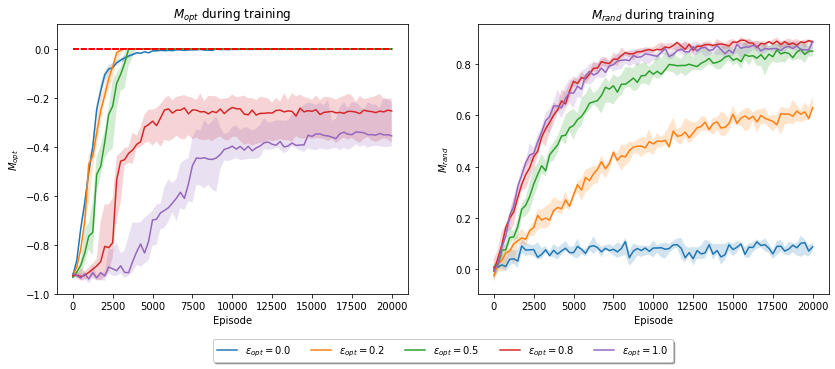 M_opt during training
M_opt
0.0
−0.2
−0.4
−0.6
−0.8
−1.0
0 2500 5000 7500 10000 12500 15000 17500 20000
Episode
M_rand during training
M_rand
0.8
0.6
0.4
0.2
0.0
0 2500 5000 7500 10000 12500 15000 17500 20000
Episode
ε_opt = 0.0 ε_opt = 0.2 ε_opt = 0.5 ε_opt = 0.8 ε_opt = 1.0